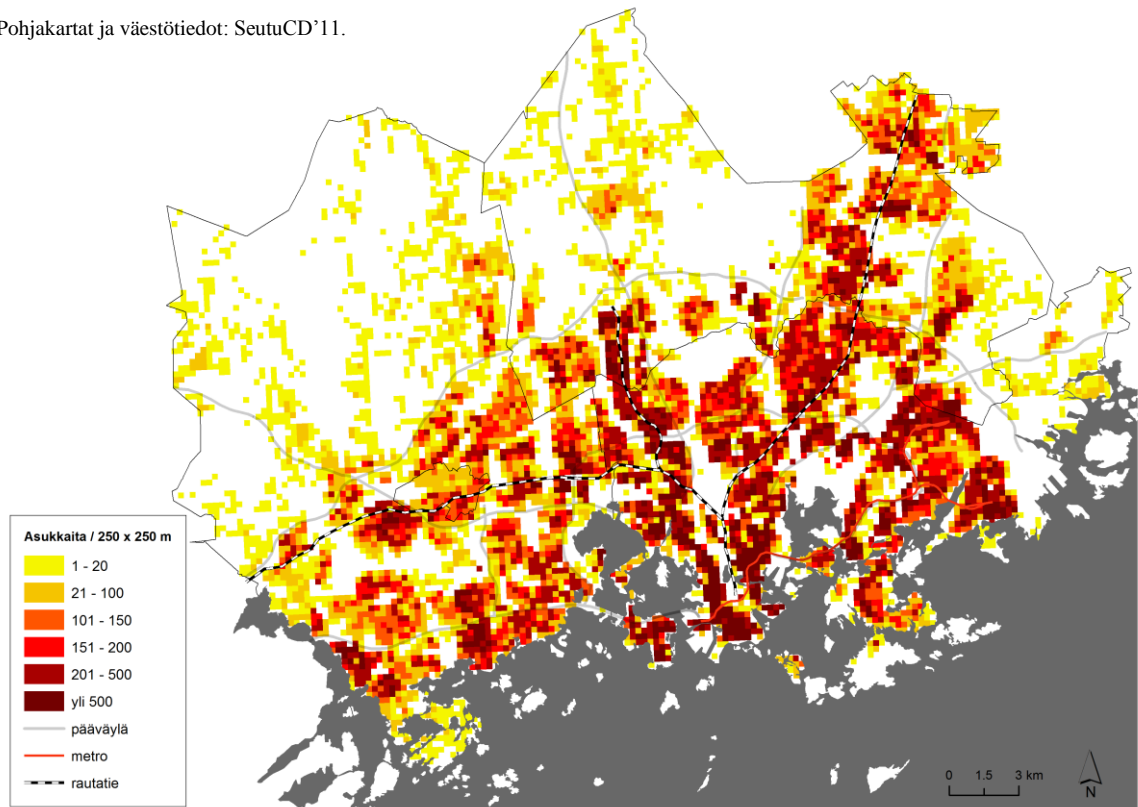 Pohjakartat ja väestötiedot: SeutuCD’11.
Asukkaita / 250 x 250 m
1 - 20
21 - 100
101 - 150
151 - 200
201 - 500
yli 500
pääväylä
metro
rautatie
0 1.5 3 km
N